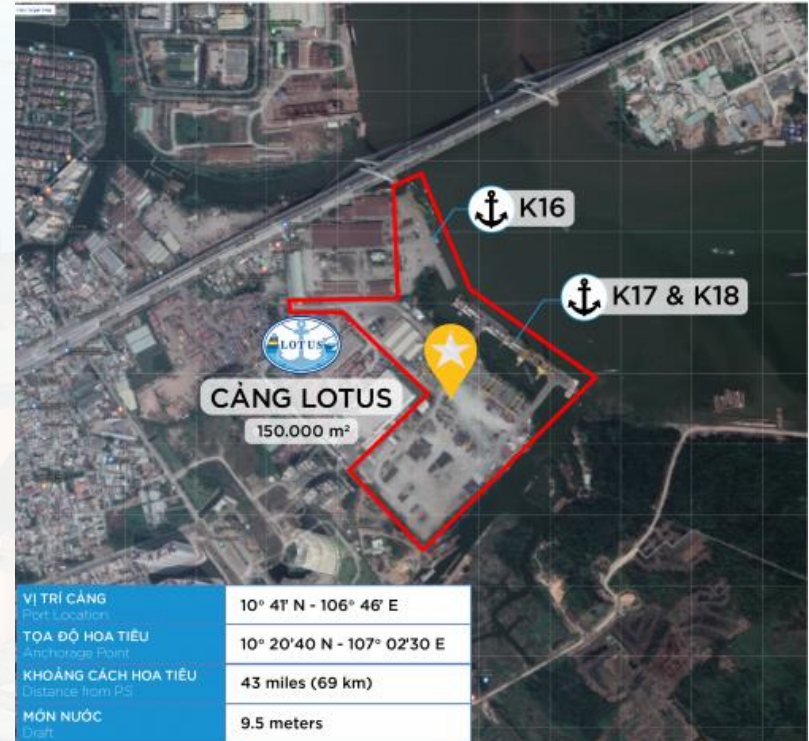 K16
K17 & K18
LOTUS
CẢNG LOTUS
150.000 m²
VỊ TRÍ CẢNG
Port Location
10° 41' N - 106° 46' E
TỌA ĐỘ HOA TIÊU
Anchorage Point
10° 20'40 N - 107° 02'30 E
KHOẢNG CÁCH HOA TIÊU
Distance from PS
43 miles (69 km)
MỚN NƯỚC
Draft
9.5 meters